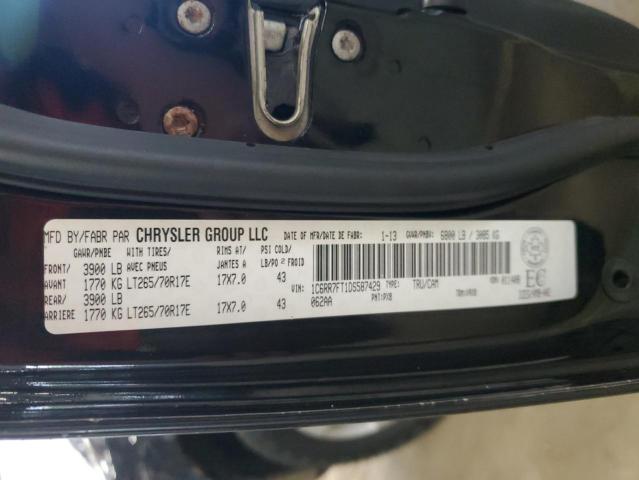 MFD BY/FABR PAR CHRYSLER GROUP LLC DATE OF MFR/DATE DE FABR: 1-13 GVWR/PNBV: 6800 LB / 3085 KG
GAWR/PNBE WITH TIRES/ RIMS AT/ PSI COLD/
FRONT/ 3900 LB AVEC PNEUS JANTES A LB/PO² FROID
AVANT 1770 KG LT265/70R17E 17X7.0 43 VIN: 1C6RR7FT1DS587429 TYPE: TRU/CAM
REAR/ 3900 LB 062AA PNT:PX8
ARRIERE 1770 KG LT265/70R17E 17X7.0 43
EC